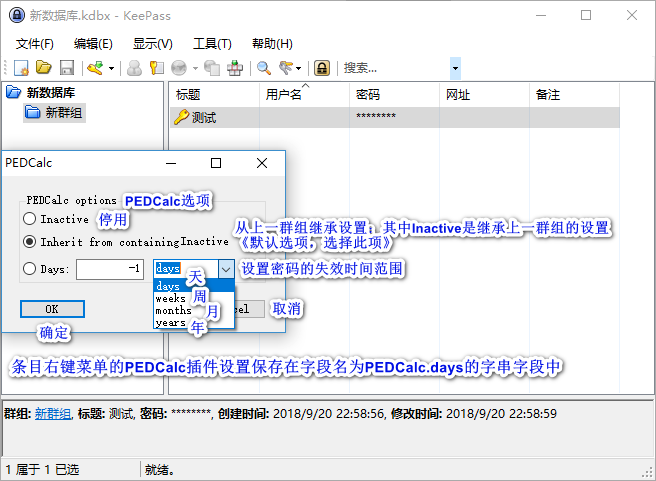 新数据库.kdbx - KeePass
文件(F) 编辑(E) 显示(V) 工具(T) 帮助(H)
搜索...
新数据库
新群组
标题 用户名 密码 网址 备注
测试 ********
PEDCalc
PEDCalc options PEDCalc选项
Inactive 停用
从上一群组继承设置；其中Inactive是继承上一群组的设置
Inherit from containing Inactive
《默认选项，选择此项》
Days: -1 days 设置密码的失效时间范围
days 天
weeks 周
months 月
years 年
OK cel 取消
确定
条目右键菜单的PEDCalc插件设置保存在字段名为PEDCalc.days的字串字段中
群组: 新群组, 标题: 测试, 密码: ********, 创建时间: 2018/9/20 22:58:56, 修改时间: 2018/9/20 22:58:59
1 属于 1 已选 就绪。